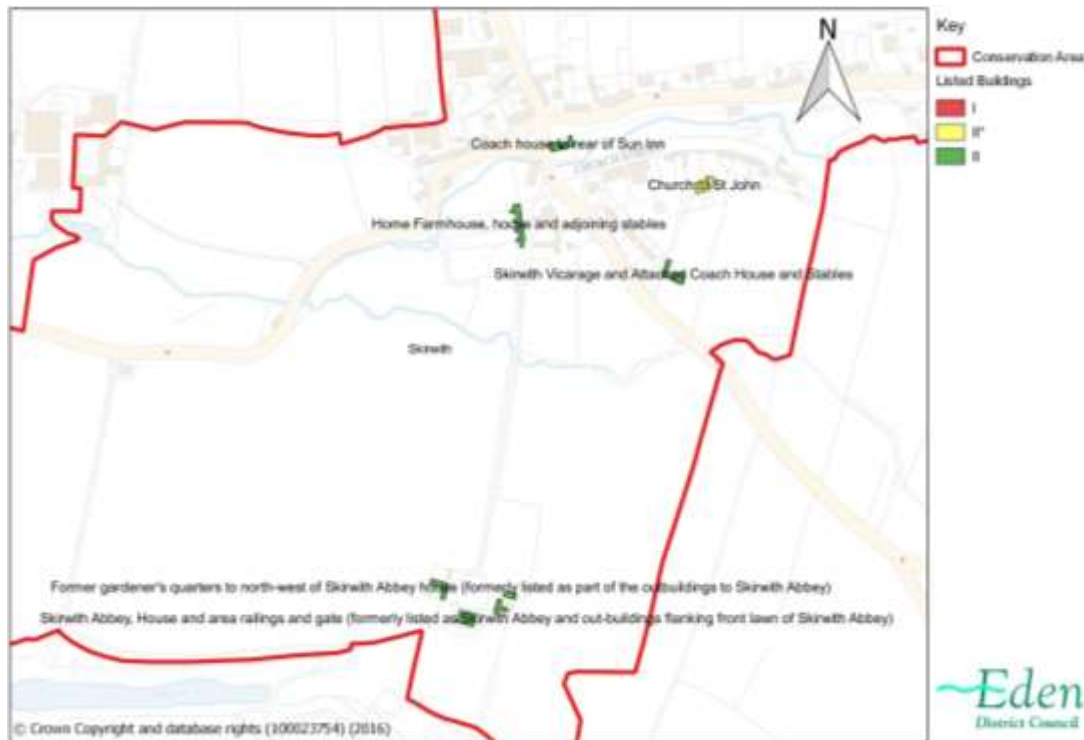 Key
Conservation Area
Listed Buildings
I
II*
II
N
Coach house to rear of Sun Inn
Church of St John
Home Farmhouse, house and adjoining stables
Skirwith Vicarage and Attached Coach House and Stables
Skirwith
Former gardener's quarters to north-west of Skirwith Abbey house (formerly listed as part of the outbuildings to Skirwith Abbey)
Skirwith Abbey, House and area railings and gate (formerly listed as Skirwith Abbey and out-buildings flanking front lawn of Skirwith Abbey)
© Crown Copyright and database rights (100023754) (2016)
Eden
District Council